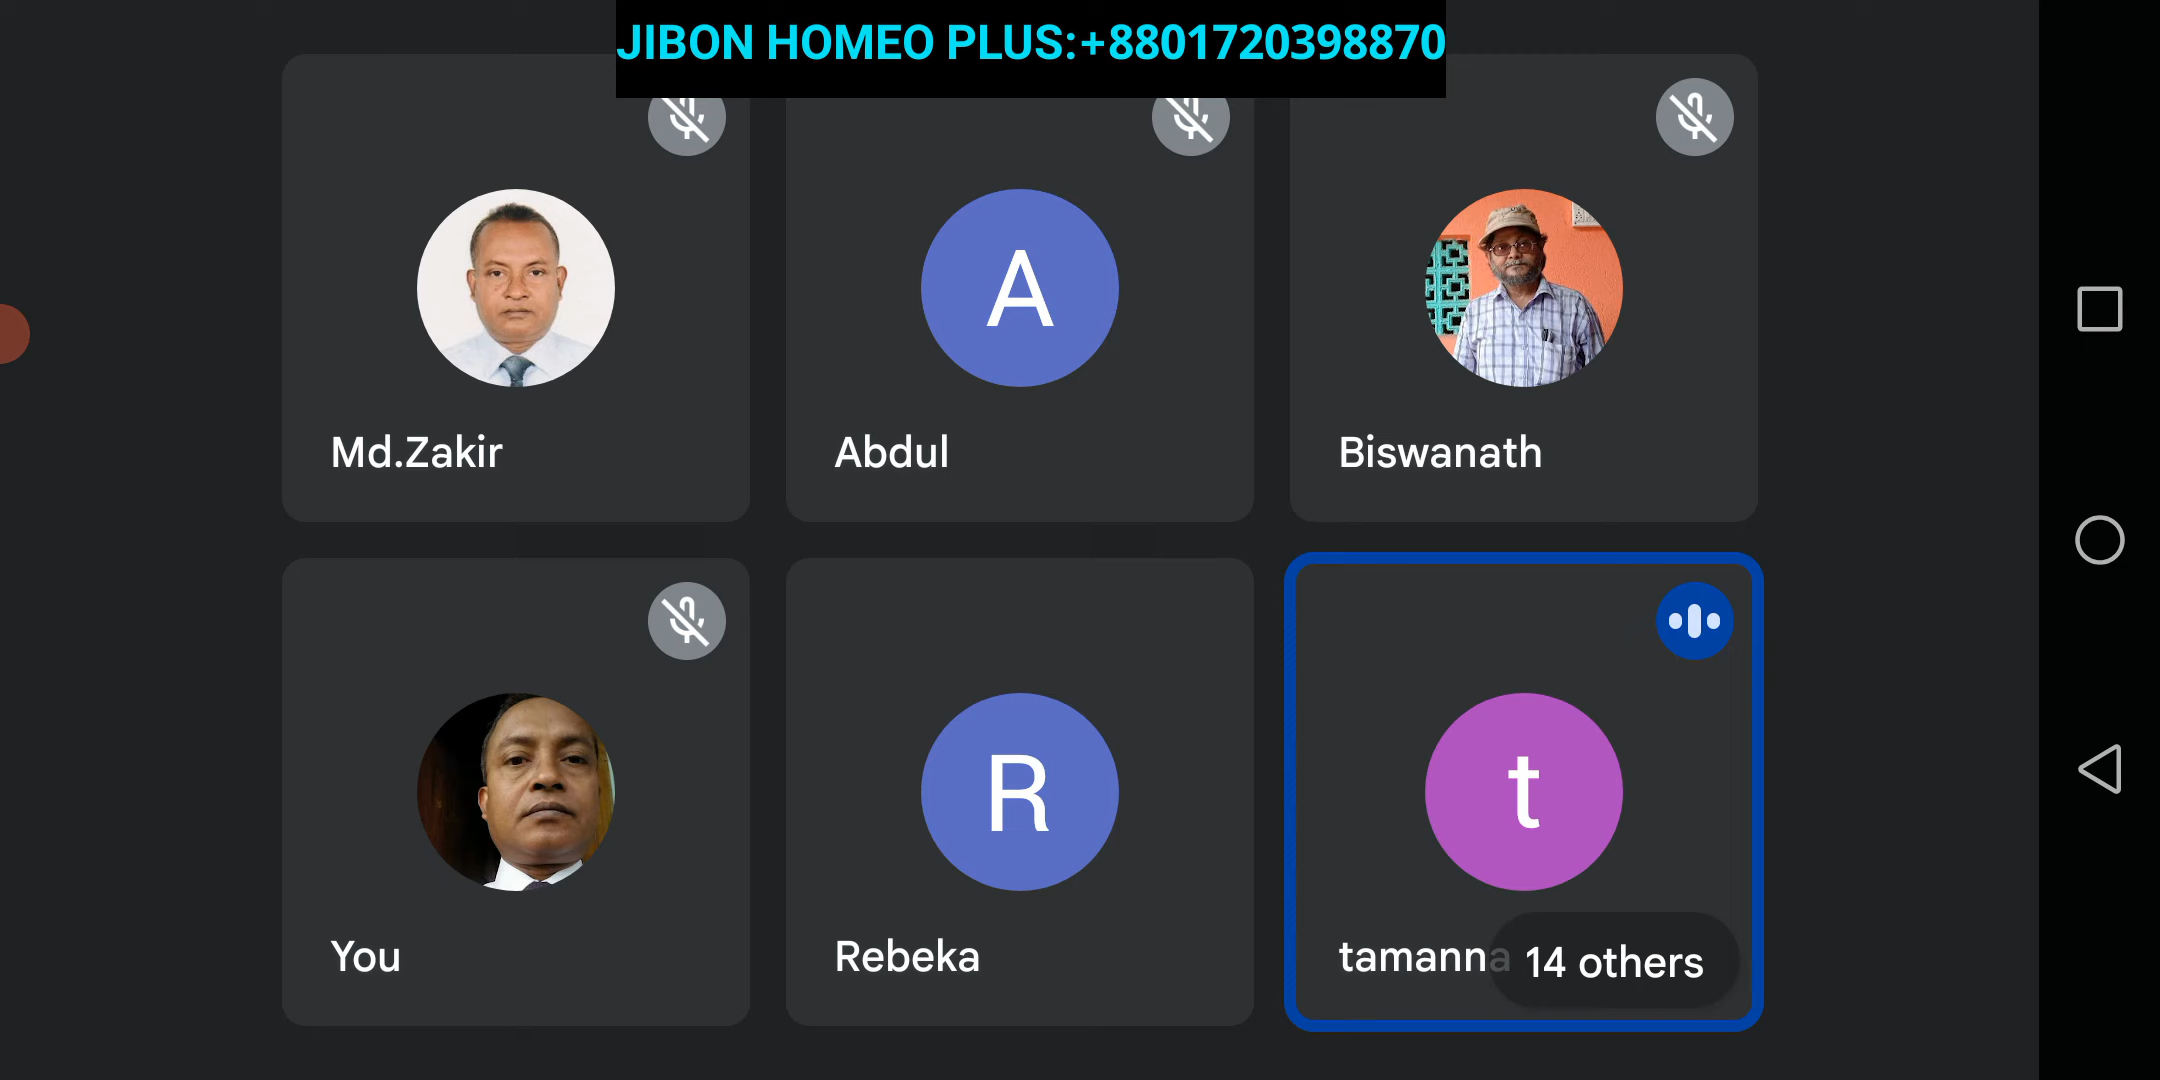 JIBON HOMEO PLUS:+8801720398870
A
Md.Zakir
Abdul
Biswanath
R
t
You
Rebeka
tamanna
14 others